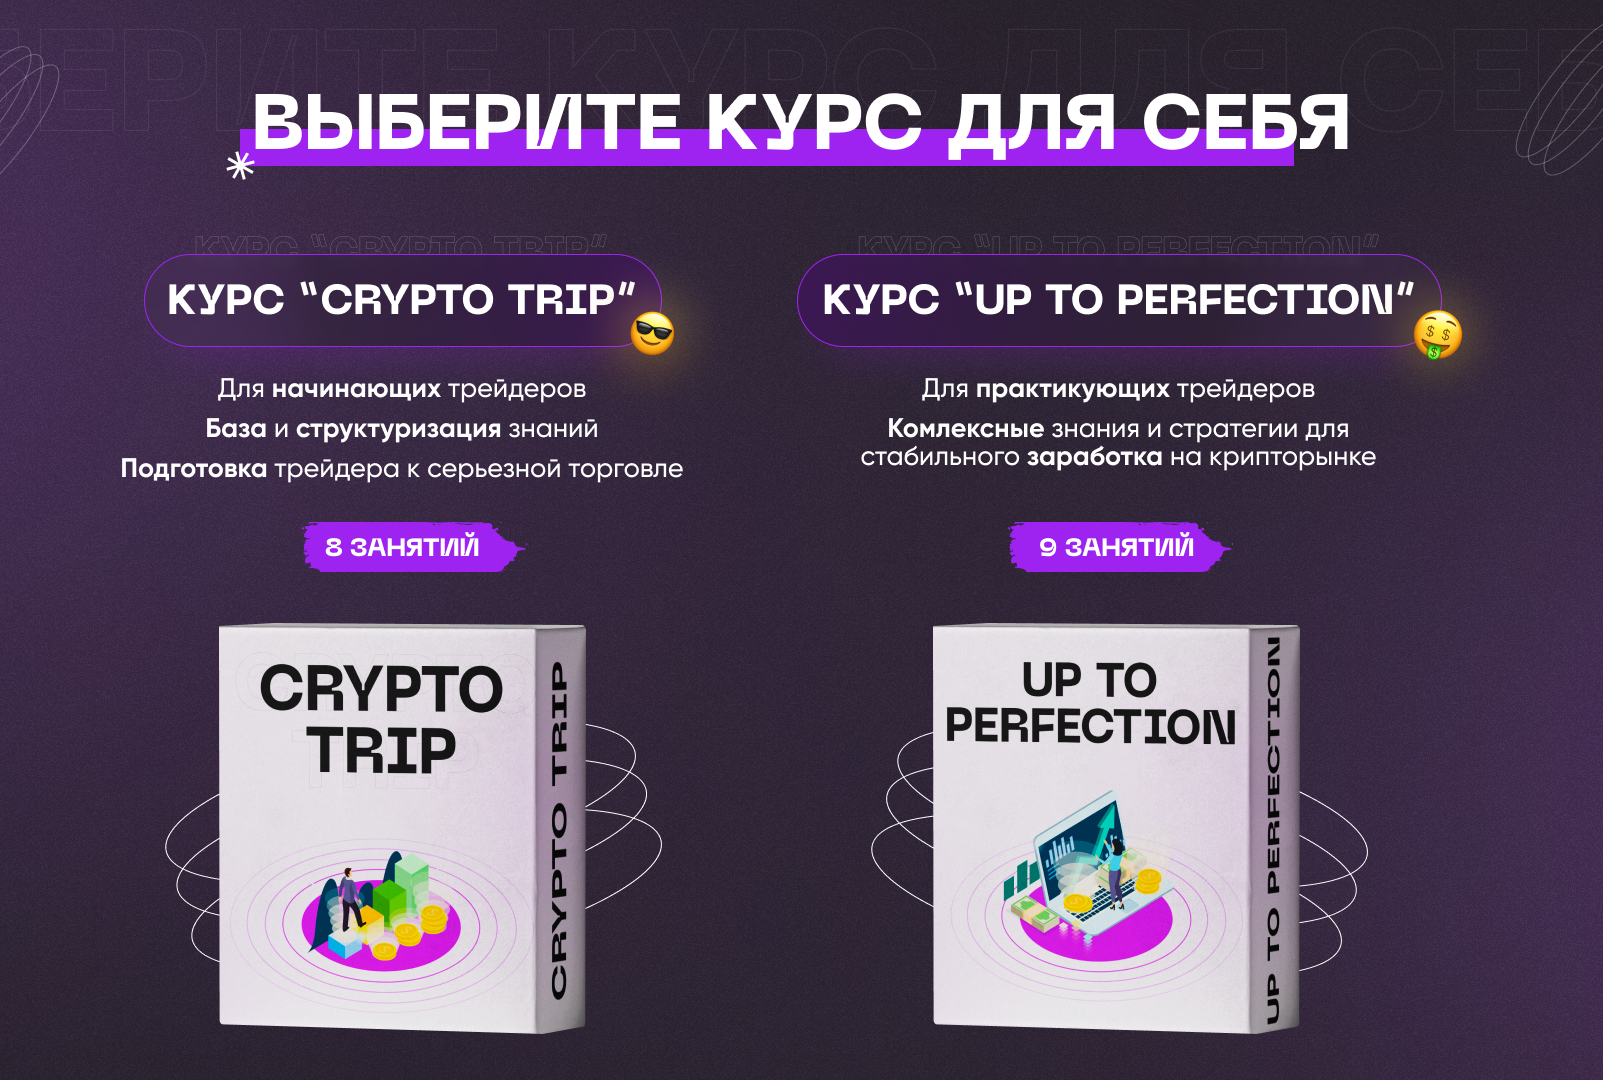 ВЫБЕРИТЕ КУРС ДЛЯ СЕБЯ
КУРС "CRYPTO TRIP"
Для начинающих трейдеров
База и структуризация знаний
Подготовка трейдера к серьезной торговле
8 ЗАНЯТИЙ
CRYPTO
TRIP
CRYPTO TRIP
КУРС "UP TO PERFECTION"
Для практикующих трейдеров
Комлексные знания и стратегии для
стабильного заработка на крипторынке
9 ЗАНЯТИЙ
UP TO
PERFECTION
UP TO PERFECTION